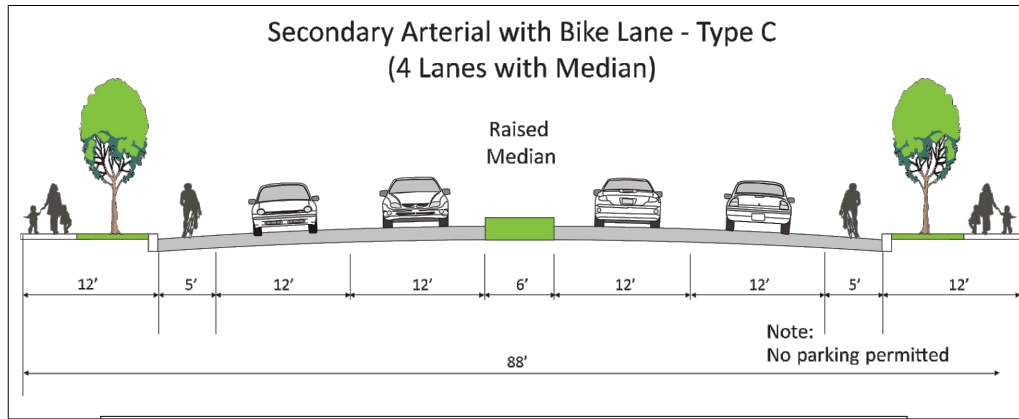 Secondary Arterial with Bike Lane - Type C
(4 Lanes with Median)
Raised
Median
12’ 5’ 12’ 12’ 6’ 12’ 12’ 5’ 12’
Note:
No parking permitted
88’